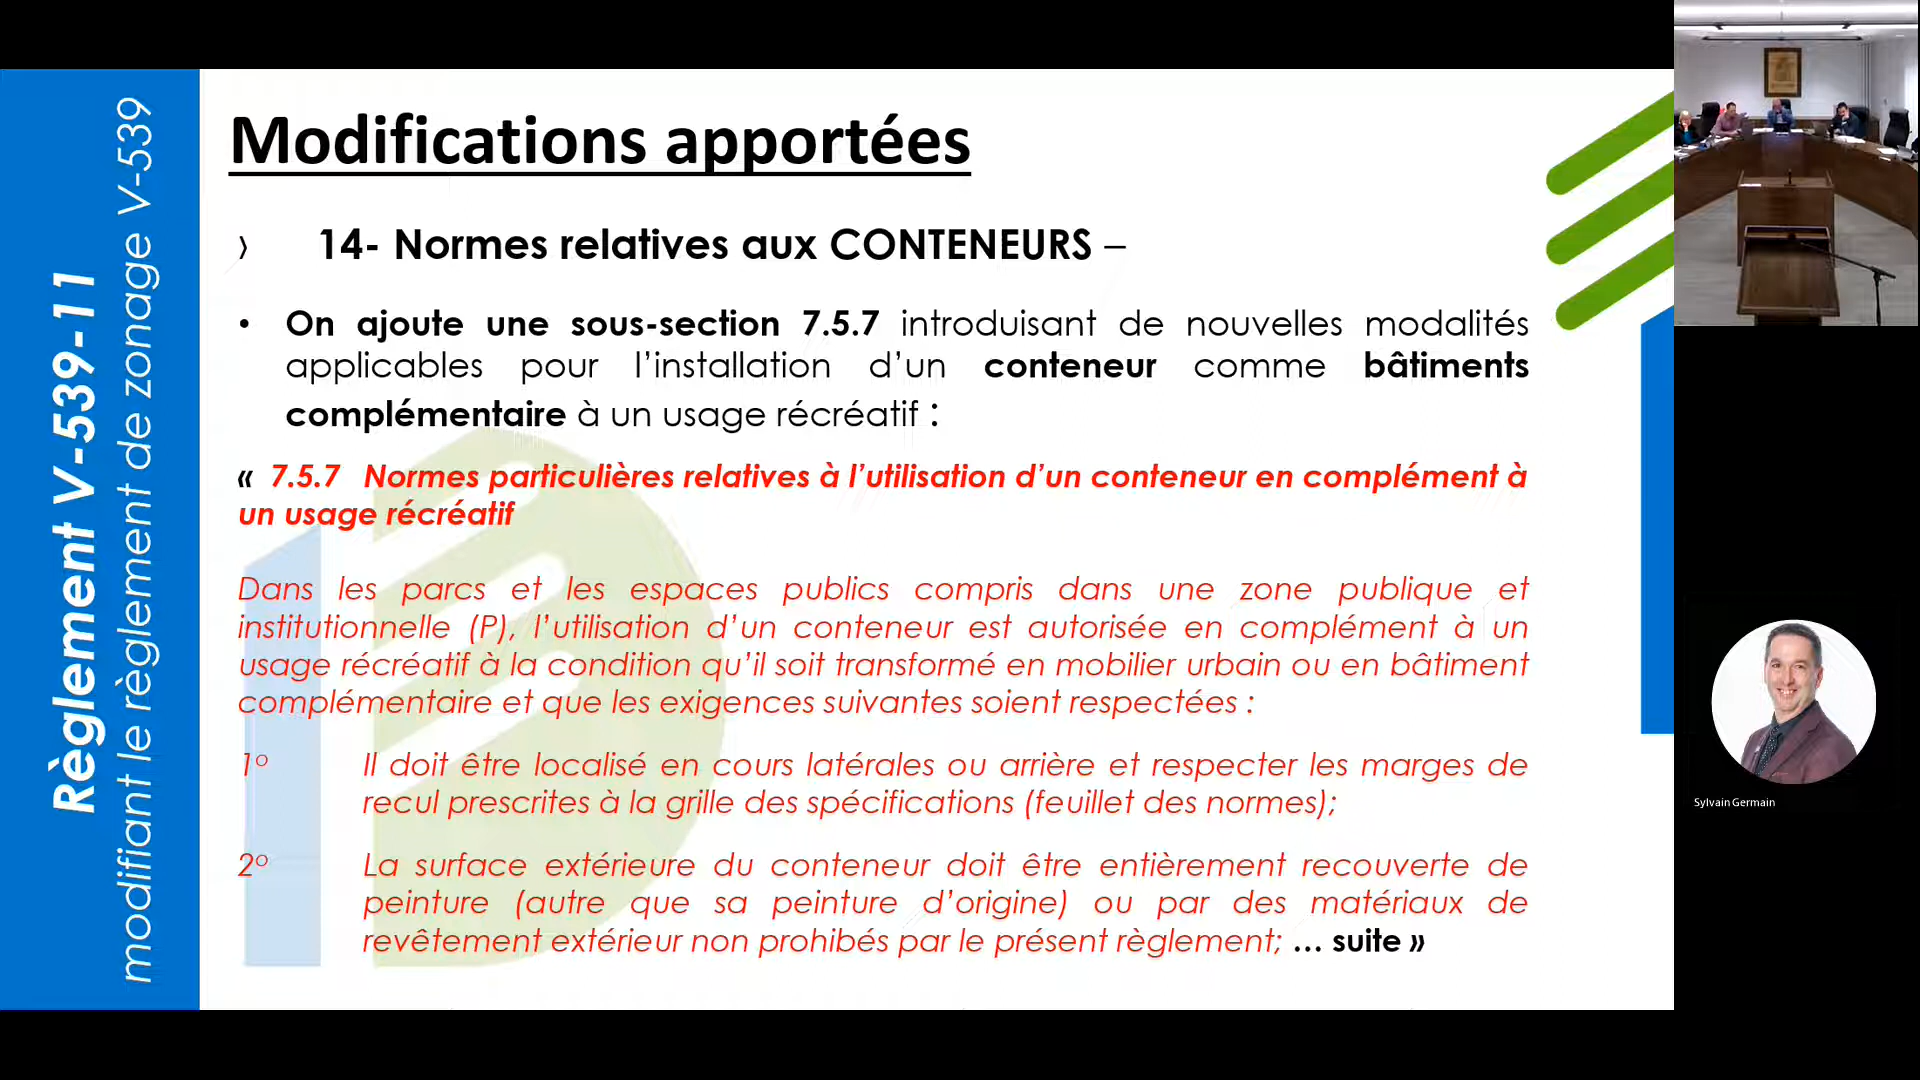 Règlement V-539-11
modifiant le règlement de zonage V-539
Modifications apportées
› 14- Normes relatives aux CONTENEURS –
• On ajoute une sous-section 7.5.7 introduisant de nouvelles modalités
applicables pour l’installation d’un conteneur comme bâtiments
complémentaire à un usage récréatif :
« 7.5.7 Normes particulières relatives à l’utilisation d’un conteneur en complément à
un usage récréatif
Dans les parcs et les espaces publics compris dans une zone publique et
institutionnelle (P), l’utilisation d’un conteneur est autorisée en complément à un
usage récréatif à la condition qu’il soit transformé en mobilier urbain ou en bâtiment
complémentaire et que les exigences suivantes soient respectées :
1° Il doit être localisé en cours latérales ou arrière et respecter les marges de
recul prescrites à la grille des spécifications (feuillet des normes);
2° La surface extérieure du conteneur doit être entièrement recouverte de
peinture (autre que sa peinture d’origine) ou par des matériaux de
revêtement extérieur non prohibés par le présent règlement; … suite »
Sylvain Germain